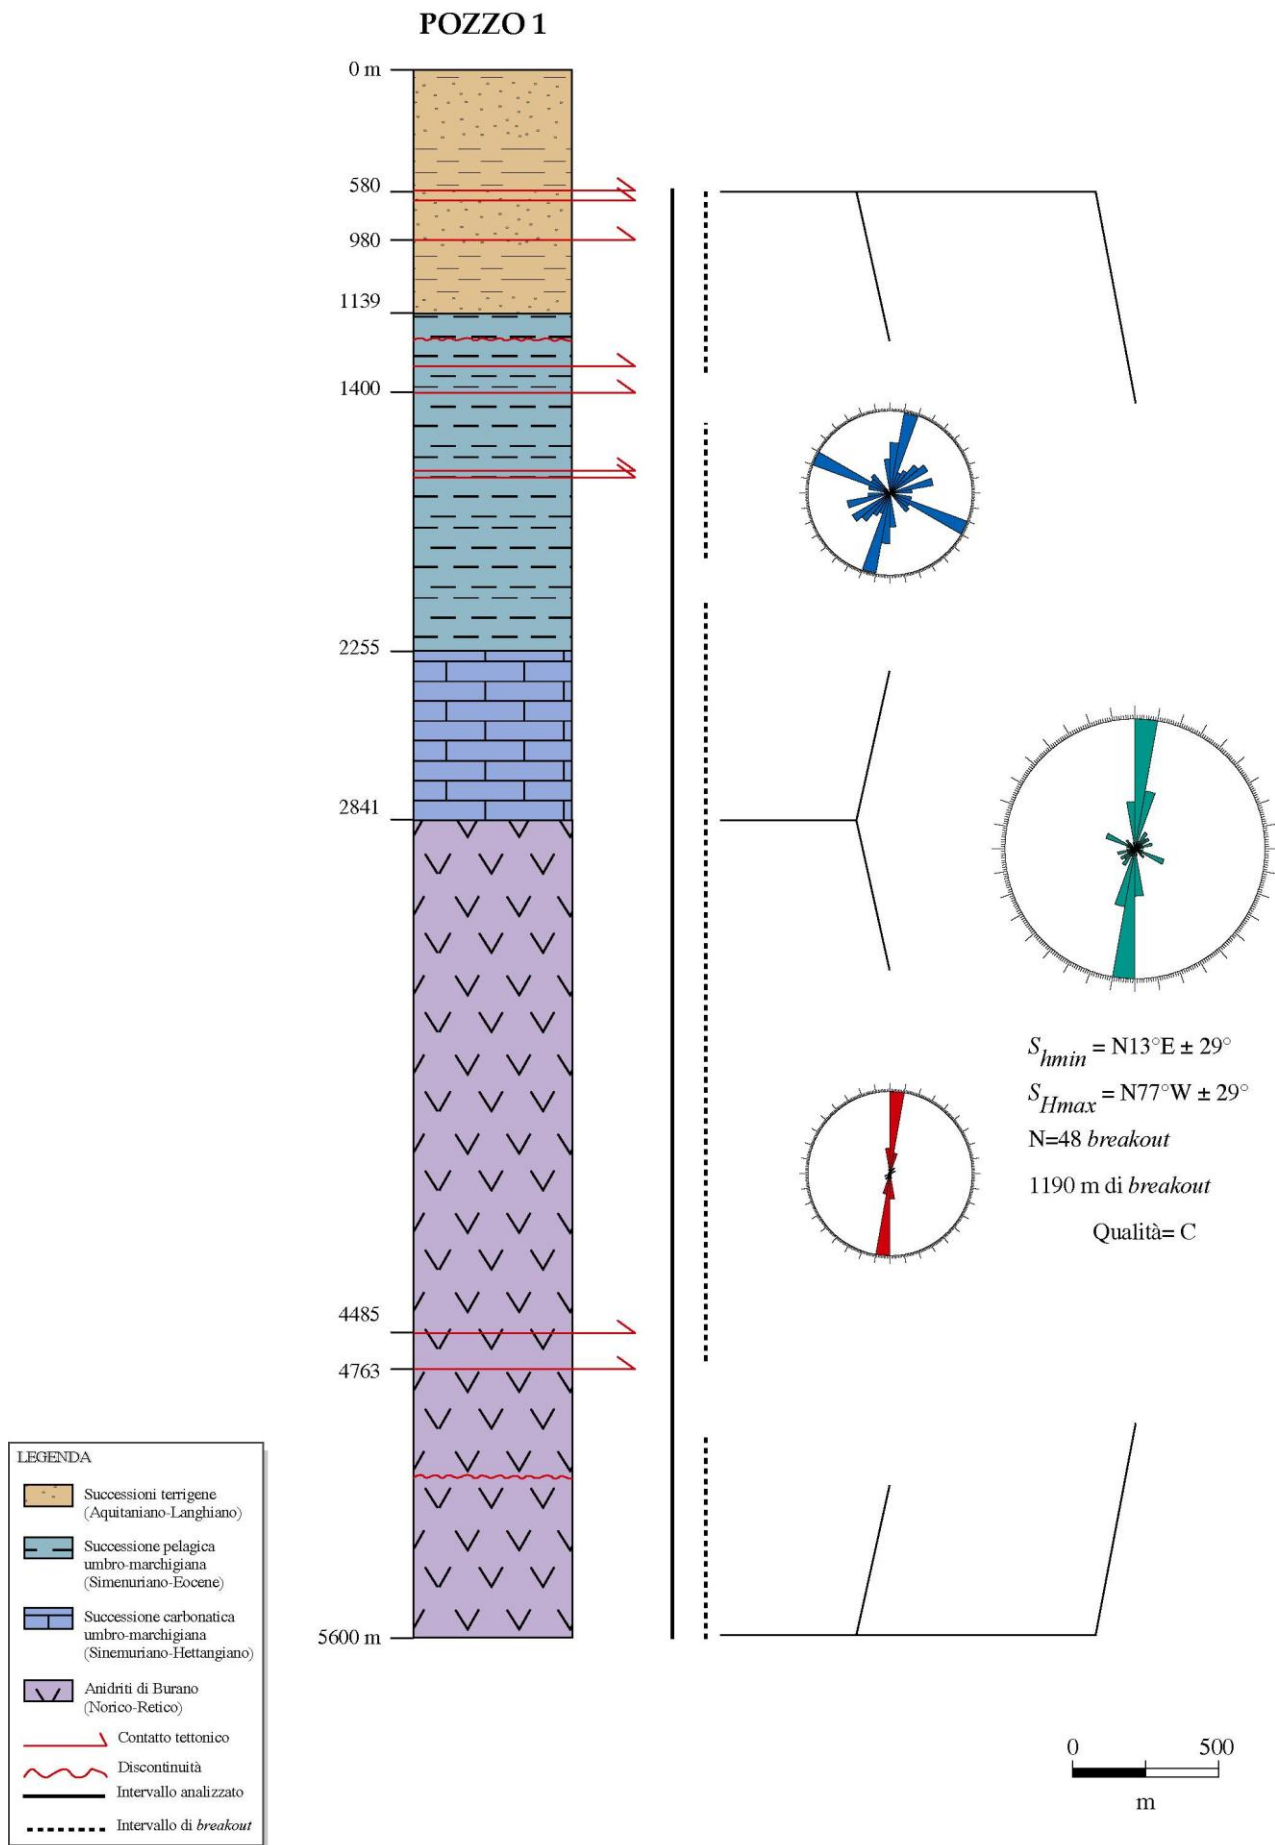 POZZO 1
0 m
580
980
1139
1400
2255
2841
4485
4763
5600 m
S_hmin = N13°E ± 29°
S_Hmax = N77°W ± 29°
N=48 breakout
1190 m di breakout
Qualità= C
LEGENDA
Successioni terrigene
(Aquitaniano-Langhiano)
Successione pelagica
umbro-marchigiana
(Simenuriano-Eocene)
Successione carbonatica
umbro-marchigiana
(Sinemuriano-Hettangiano)
Anidriti di Burano
(Norico-Retico)
Contatto tettonico
Discontinuità
Intervallo analizzato
Intervallo di breakout
0 500
m